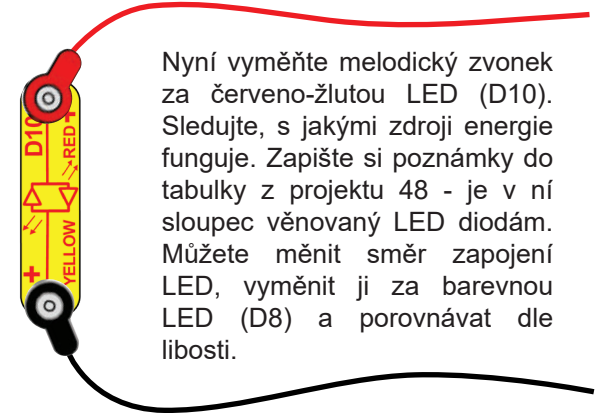 Nyní vyměňte melodický zvonek
za červeno-žlutou LED (D10).
Sledujte, s jakými zdroji energie
funguje. Zapište si poznámky do
tabulky z projektu 48 - je v ní
sloupec věnovaný LED diodám.
Můžete měnit směr zapojení
LED, vyměnit ji za barevnou
LED (D8) a porovnávat dle
libosti.
D10
RED +
+
YELLOW